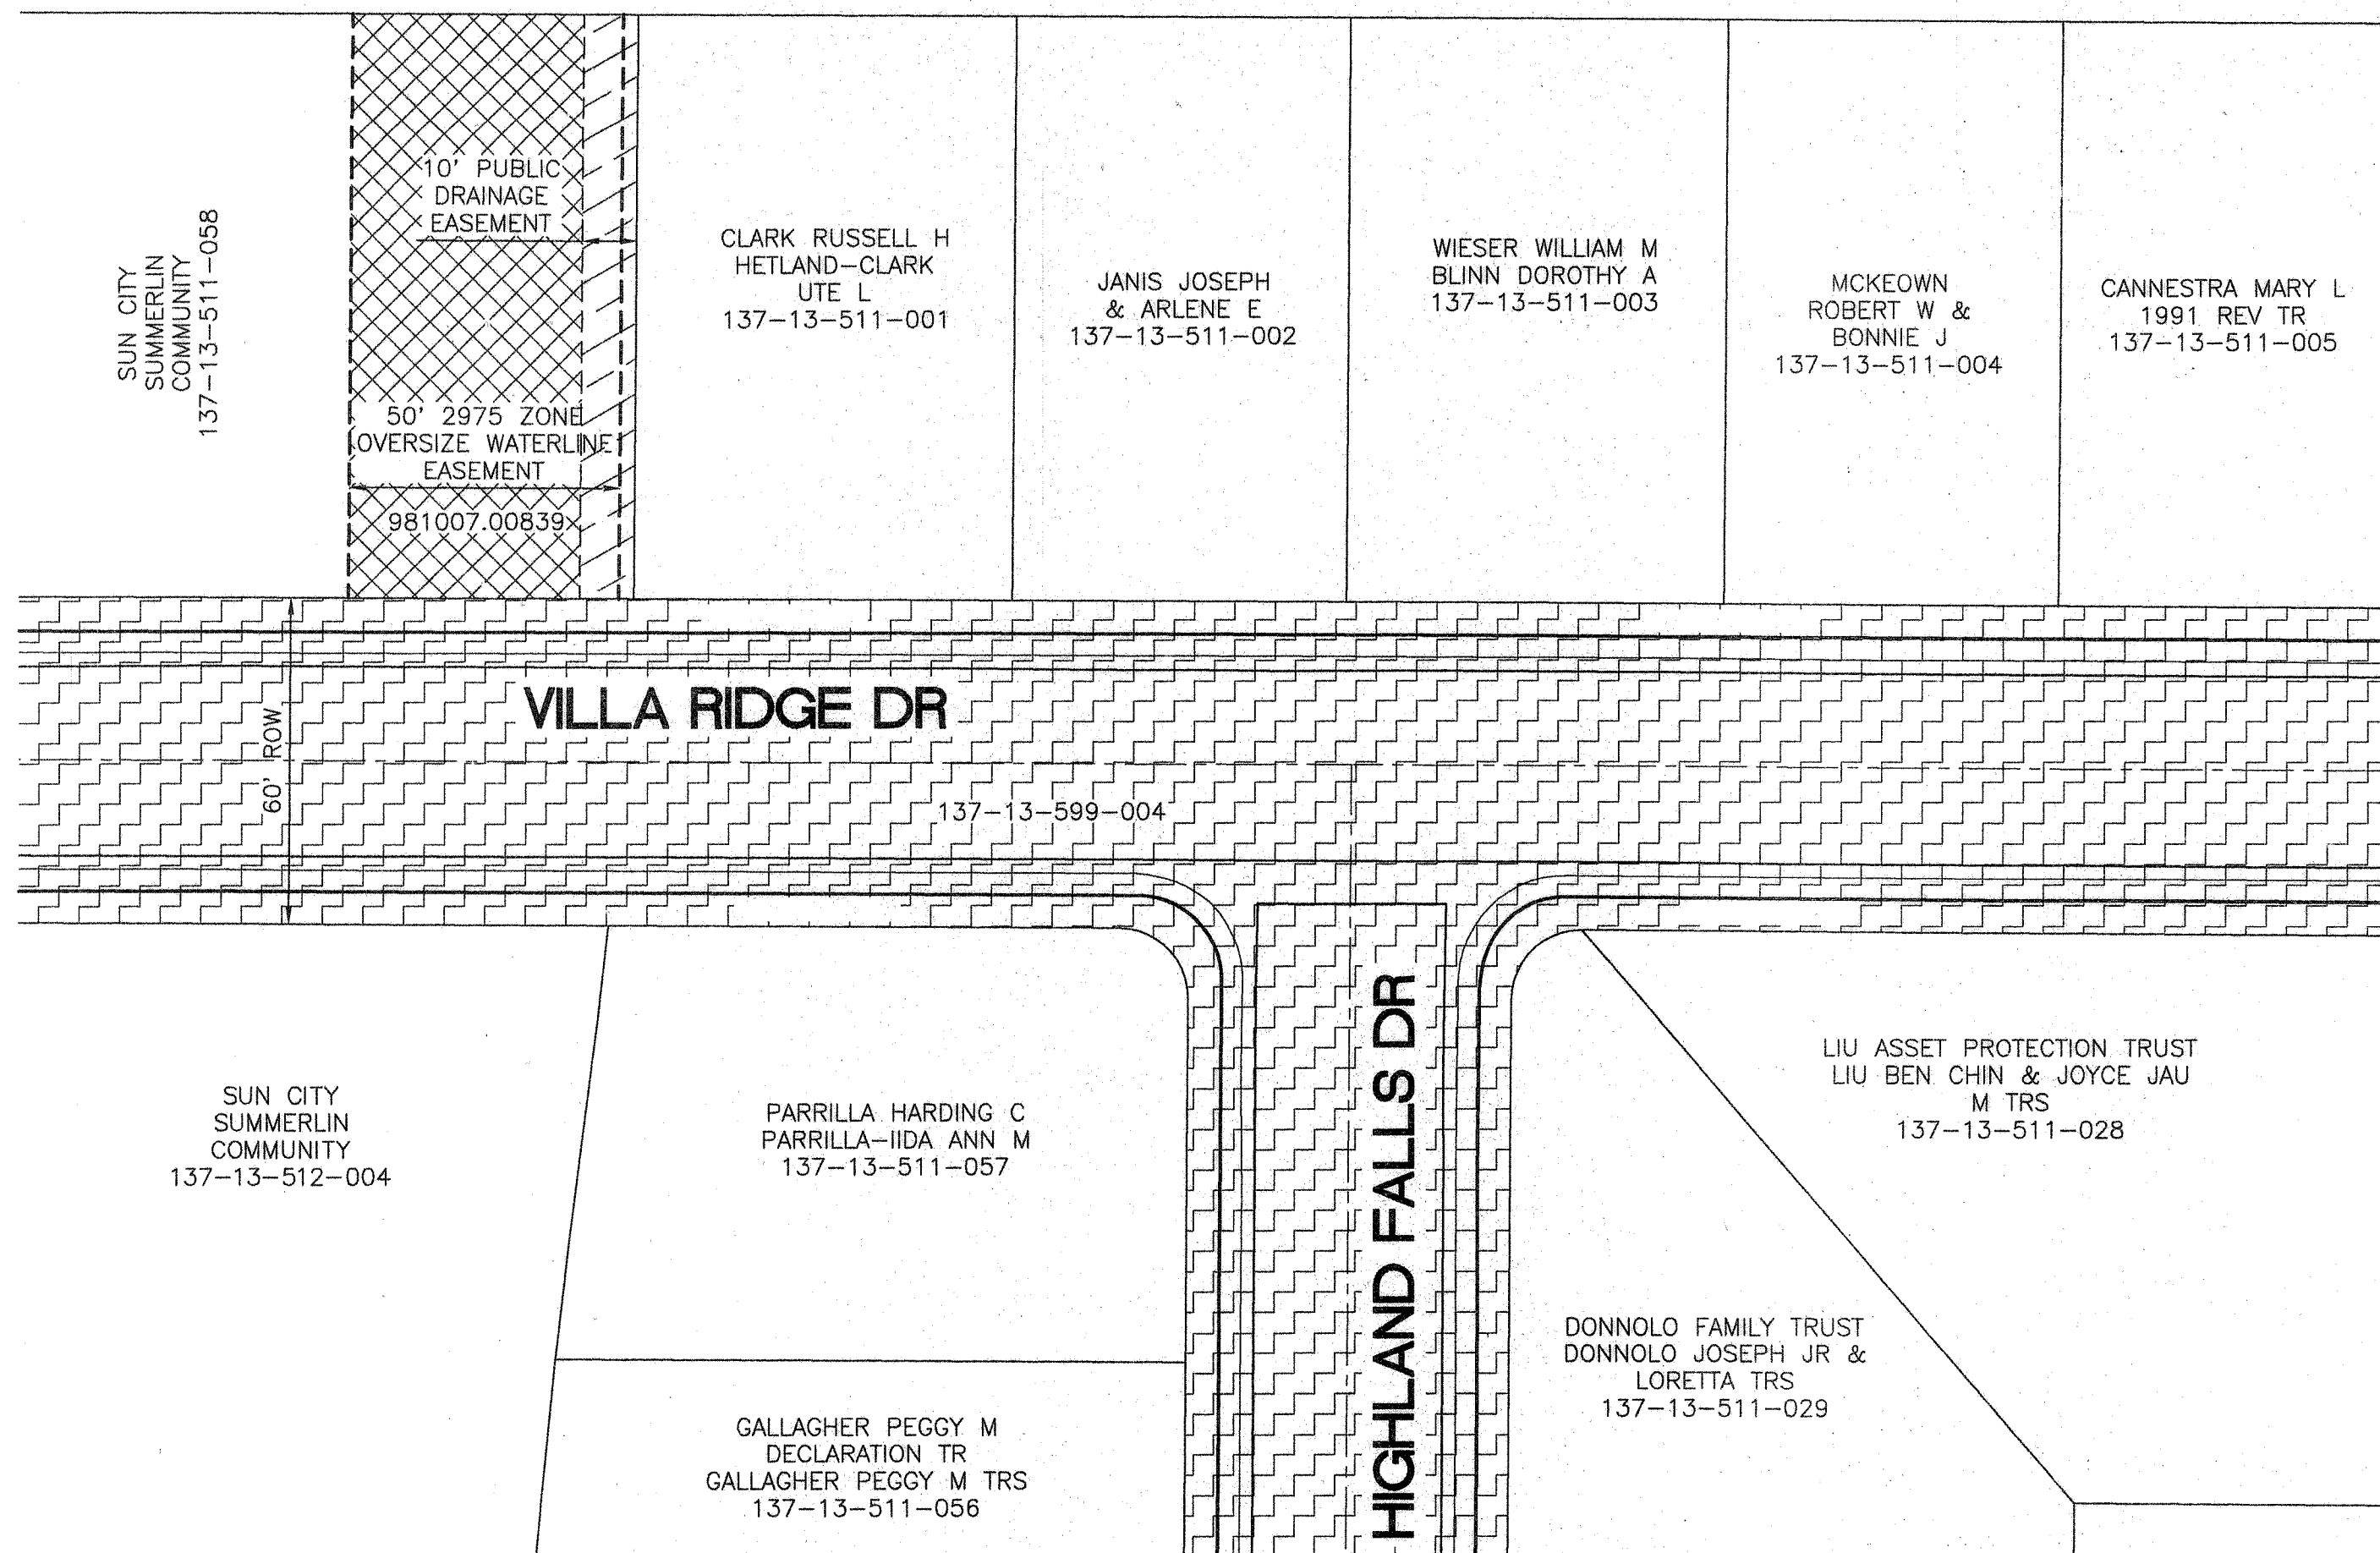 10' PUBLIC
DRAINAGE
EASEMENT
50' 2975 ZONE
OVERSIZE WATERLINE
EASEMENT
981007.00839
SUN CITY
SUMMERLIN
COMMUNITY
137-13-511-058
CLARK RUSSELL H
HETLAND-CLARK
UTE L
137-13-511-001
JANIS JOSEPH
& ARLENE E
137-13-511-002
WIESER WILLIAM M
BLINN DOROTHY A
137-13-511-003
MCKEOWN
ROBERT W &
BONNIE J
137-13-511-004
CANNESTRA MARY L
1991 REV TR
137-13-511-005
VILLA RIDGE DR
60' ROW
137-13-599-004
HIGHLAND FALLS DR
SUN CITY
SUMMERLIN
COMMUNITY
137-13-512-004
PARRILLA HARDING C
PARRILLA-IIDA ANN M
137-13-511-057
LIU ASSET PROTECTION TRUST
LIU BEN CHIN & JOYCE JAU
M TRS
137-13-511-028
GALLAGHER PEGGY M
DECLARATION TR
GALLAGHER PEGGY M TRS
137-13-511-056
DONNOLO FAMILY TRUST
DONNOLO JOSEPH JR &
LORETTA TRS
137-13-511-029